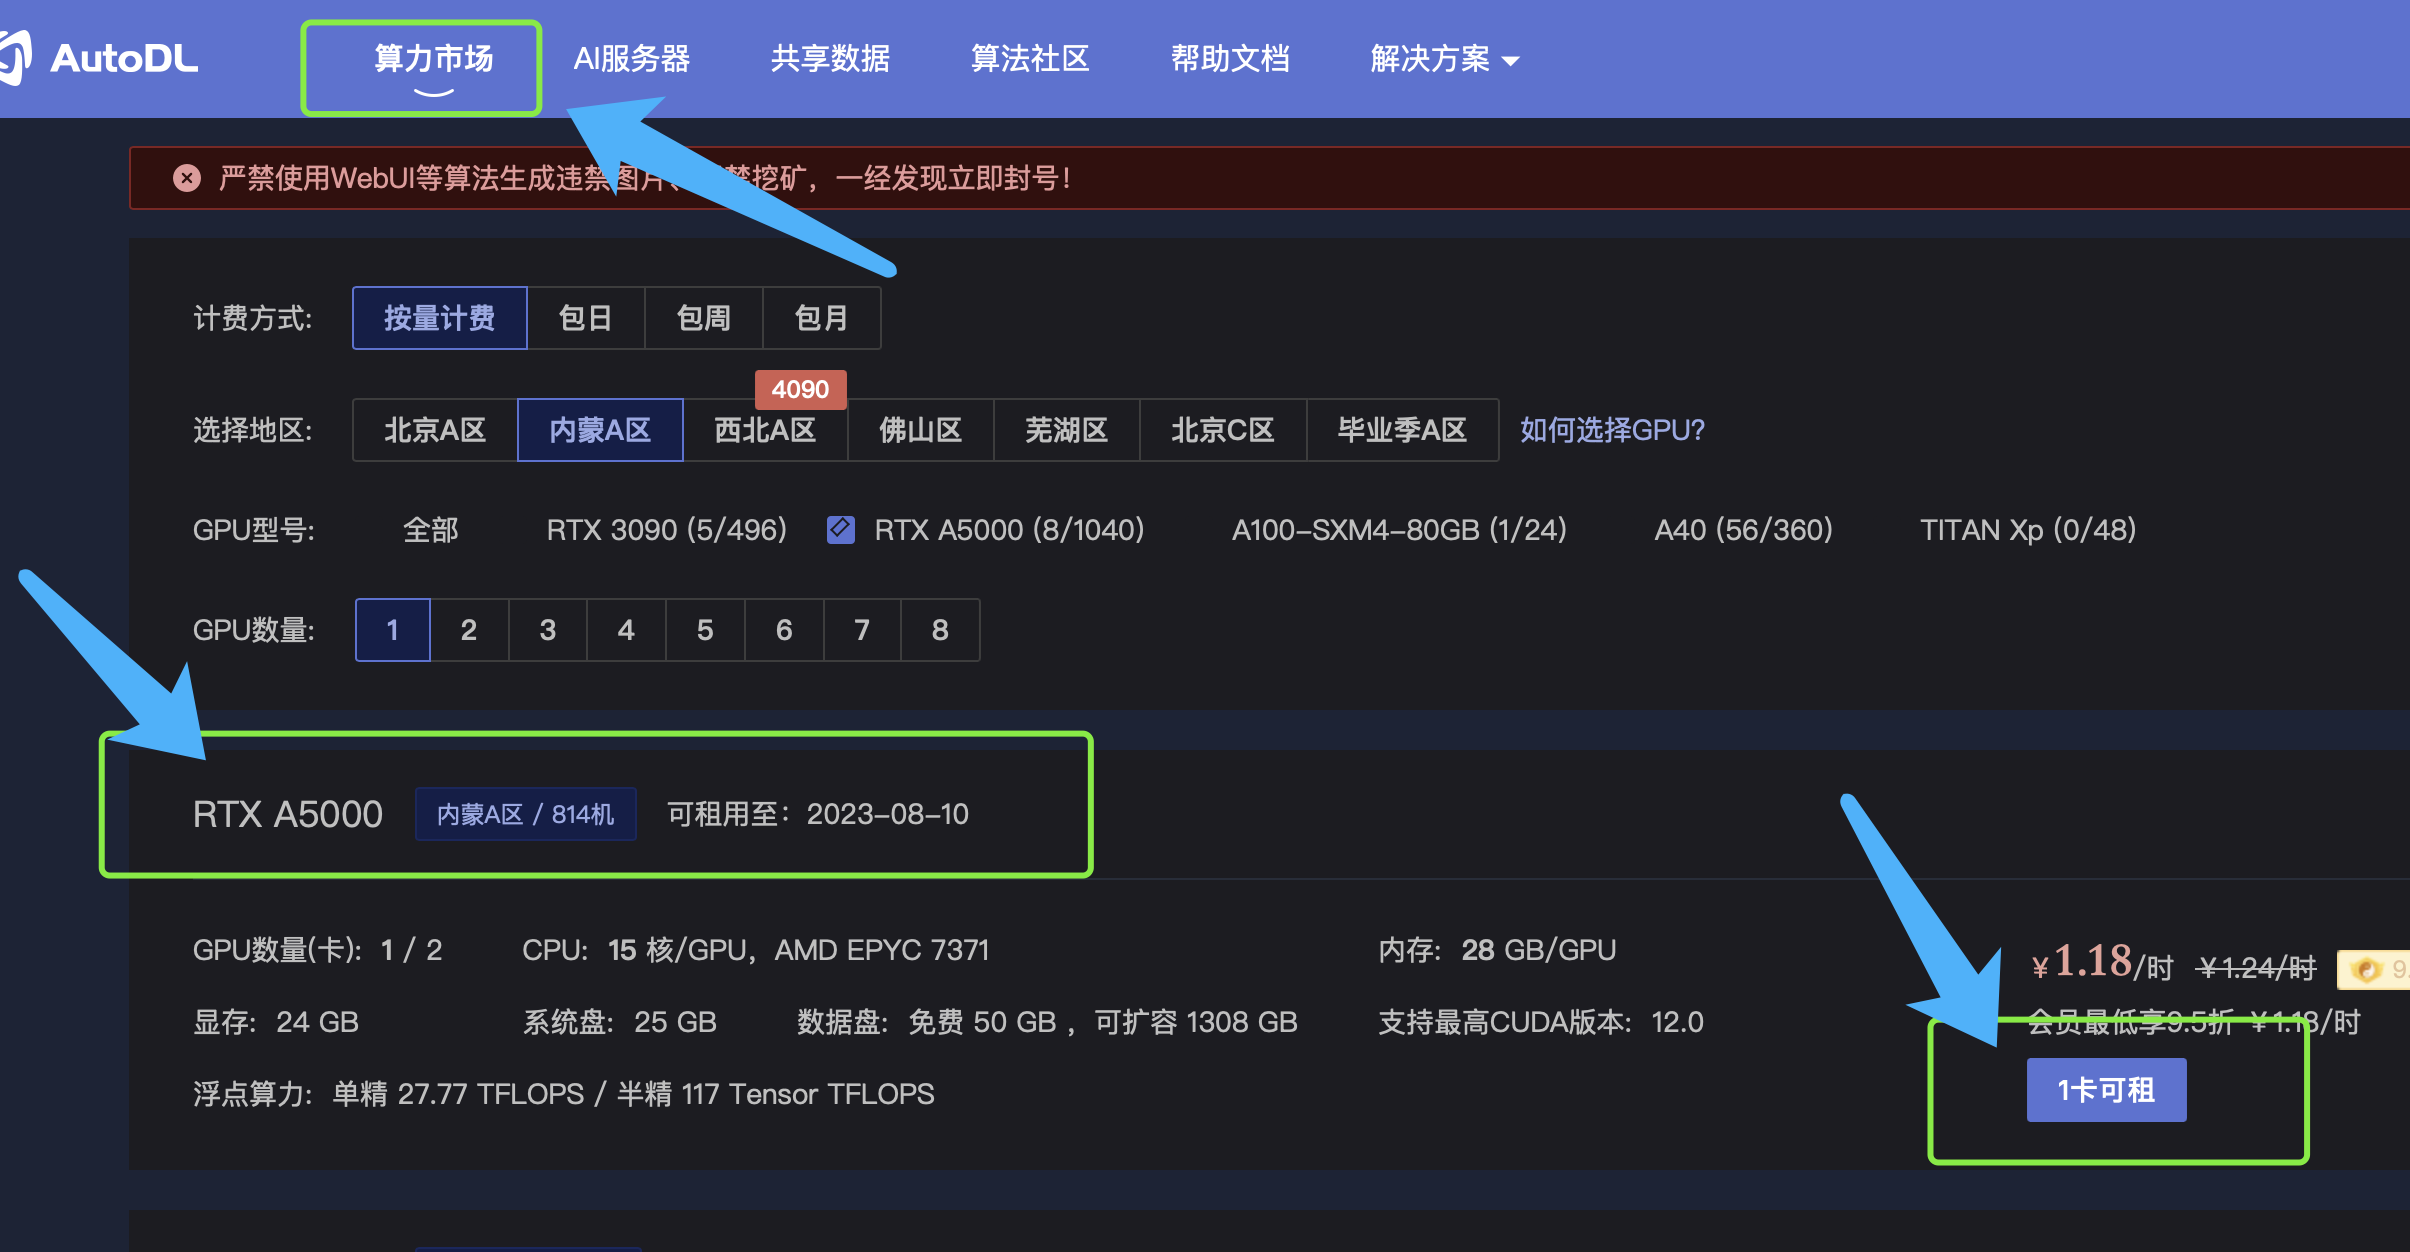 AutoDL 算力市场 AI服务器 共享数据 算法社区 帮助文档 解决方案
严禁使用WebUI等算法生成违禁图片、禁挖矿，一经发现立即封号！
计费方式: 按量计费 包日 包周 包月
4090
选择地区: 北京A区 内蒙A区 西北A区 佛山区 芜湖区 北京C区 毕业季A区 如何选择GPU?
GPU型号: 全部 RTX 3090 (5/496) RTX A5000 (8/1040) A100-SXM4-80GB (1/24) A40 (56/360) TITAN Xp (0/48)
GPU数量: 1 2 3 4 5 6 7 8
RTX A5000 内蒙A区 / 814机 可租用至：2023-08-10
GPU数量(卡): 1 / 2 CPU: 15 核/GPU, AMD EPYC 7371 内存: 28 GB/GPU
¥1.18/时 ¥1.24/时 9.
显存: 24 GB 系统盘: 25 GB 数据盘: 免费 50 GB , 可扩容 1308 GB 支持最高CUDA版本: 12.0
会员最低享9.5折 ¥1.18/时
浮点算力: 单精 27.77 TFLOPS / 半精 117 Tensor TFLOPS
1卡可租